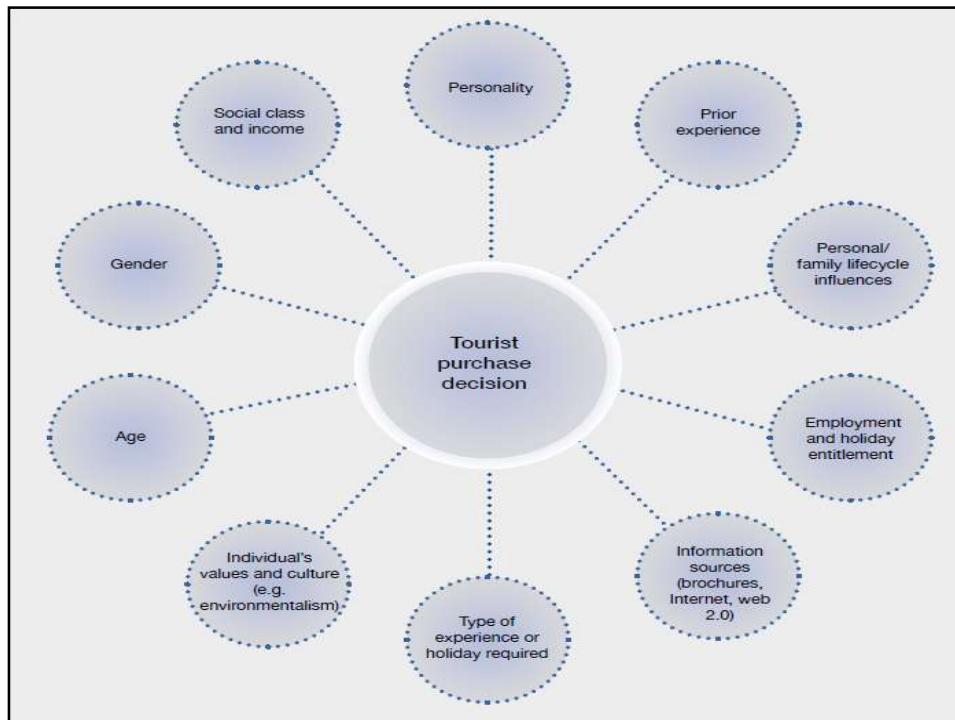 Personality
Social class
and income
Prior
experience
Gender
Personal/
family lifecycle
influences
Tourist
purchase
decision
Age
Employment
and holiday
entitlement
Individual's
values and culture
(e.g.
environmentalism)
Information
sources
(brochures,
Internet, web
2.0)
Type of
experience or
holiday required